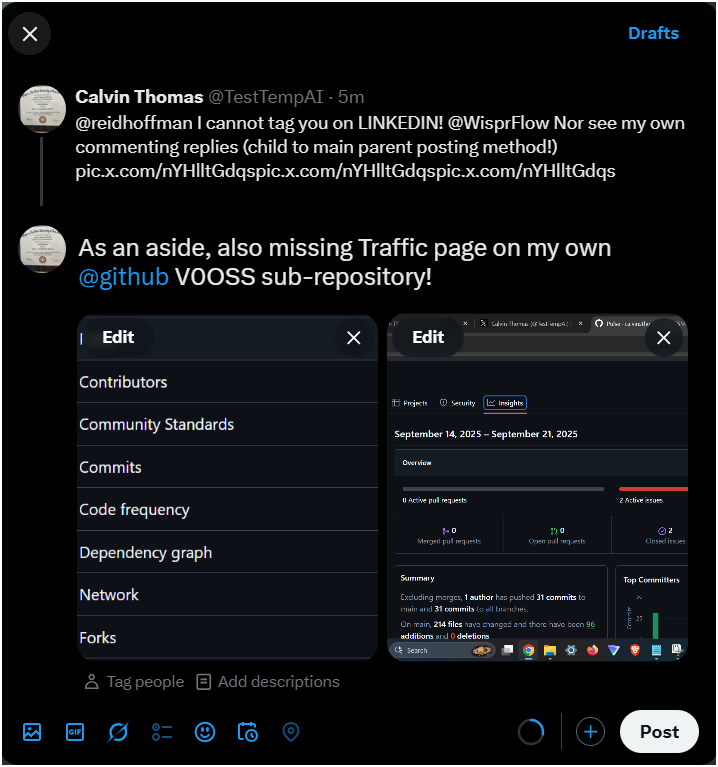 Drafts
Calvin Thomas @TestTempAI · 5m
@reidhoffman I cannot tag you on LINKEDIN! @WisprFlow Nor see my own
commenting replies (child to main parent posting method!)
pic.x.com/nYHlltGdqspic.x.com/nYHlltGdqspic.x.com/nYHlltGdqs
As an aside, also missing Traffic page on my own
@github V0OSS sub-repository!
Edit
Contributors
Community Standards
Commits
Code frequency
Dependency graph
Network
Forks
Edit
Calvin Thomas (@TestTempA
Pulse · calvinsth
Projects Security Insights
September 14, 2025 – September 21, 2025
Overview
0 Active pull requests
2 Active issues
0
Merged pull requests
0
Open pull requests
2
Closed issues
Summary
Excluding merges, 1 author has pushed 31 commits to
main and 31 commits to all branches.
On main, 214 files have changed and there have been 96
additions and 0 deletions
Top Committers
Commits
25
Search
Tag people Add descriptions
GIF
Post